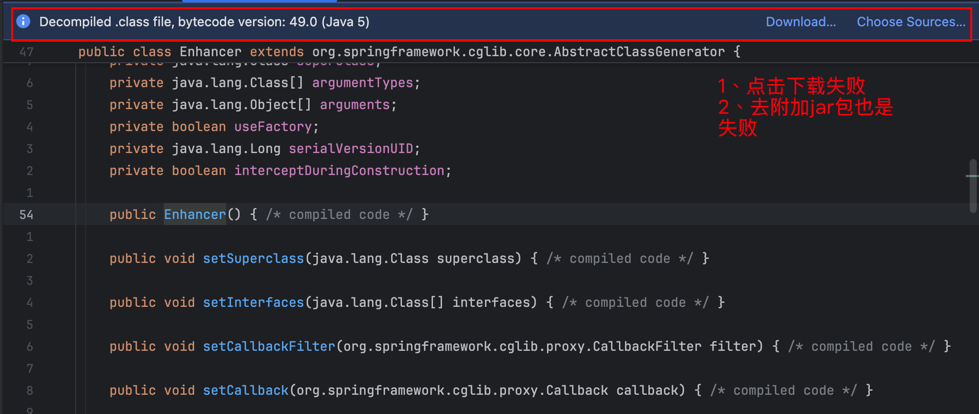 Decompiled .class file, bytecode version: 49.0 (Java 5) Download... Choose Sources...
47 public class Enhancer extends org.springframework.cglib.core.AbstractClassGenerator {
private java.lang.Class superclass;
6 private java.lang.Class[] argumentTypes;
5 private java.lang.Object[] arguments;
4 private boolean useFactory;
3 private java.lang.Long serialVersionUID;
2 private boolean interceptDuringConstruction;
1
54 public Enhancer() { /* compiled code */ }
1
2 public void setSuperclass(java.lang.Class superclass) { /* compiled code */ }
3
4 public void setInterfaces(java.lang.Class[] interfaces) { /* compiled code */ }
5
6 public void setCallbackFilter(org.springframework.cglib.proxy.CallbackFilter filter) { /* compiled code */ }
7
8 public void setCallback(org.springframework.cglib.proxy.Callback callback) { /* compiled code */ }
9
1、点击下载失败
2、去附加jar包也是
失败